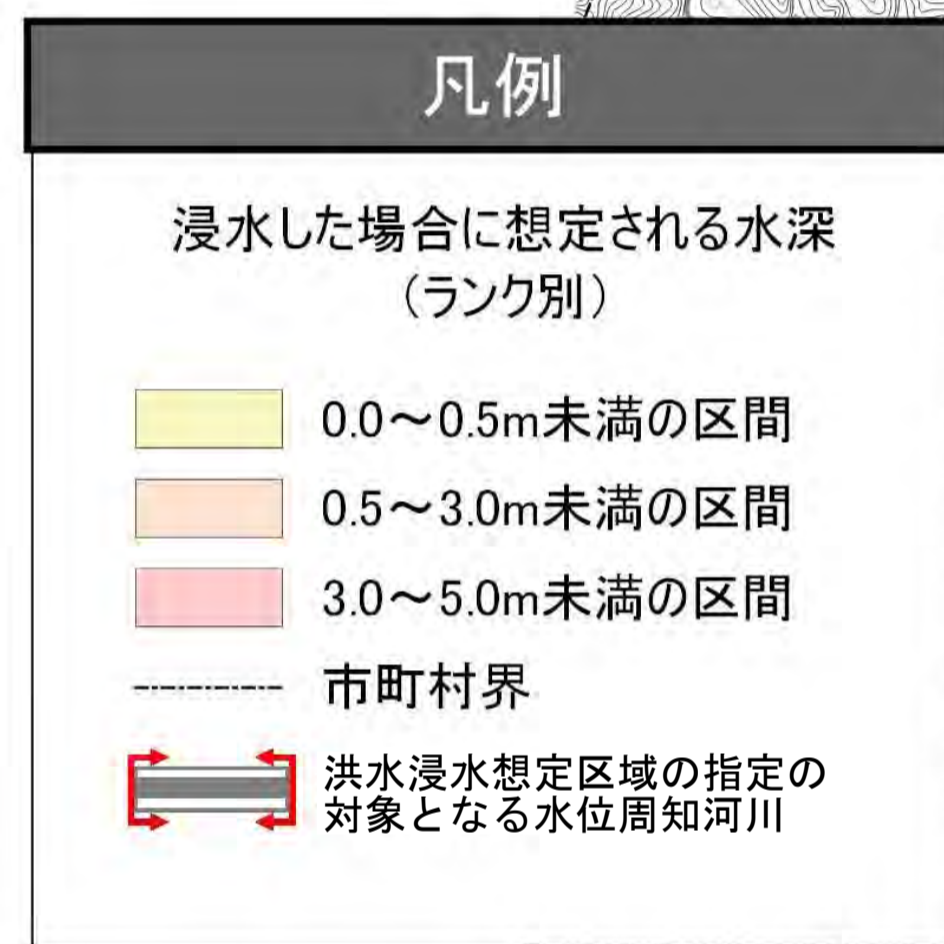 凡例
浸水した場合に想定される水深
（ランク別）
0.0～0.5m未満の区間
0.5～3.0m未満の区間
3.0～5.0m未満の区間
市町村界
洪水浸水想定区域の指定の
対象となる水位周知河川